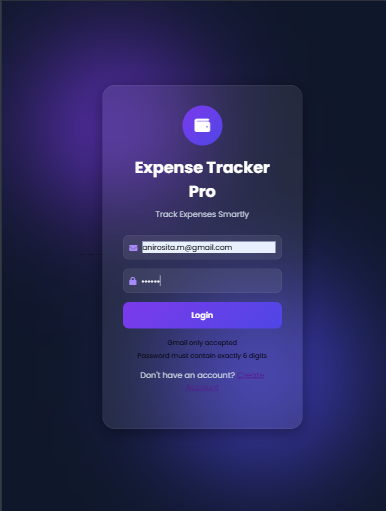 Expense Tracker
Pro
Track Expenses Smartly
anirosita.m@gmail.com
••••••
Login
Gmail only accepted
Password must contain exactly 6 digits
Don't have an account? Create
Account